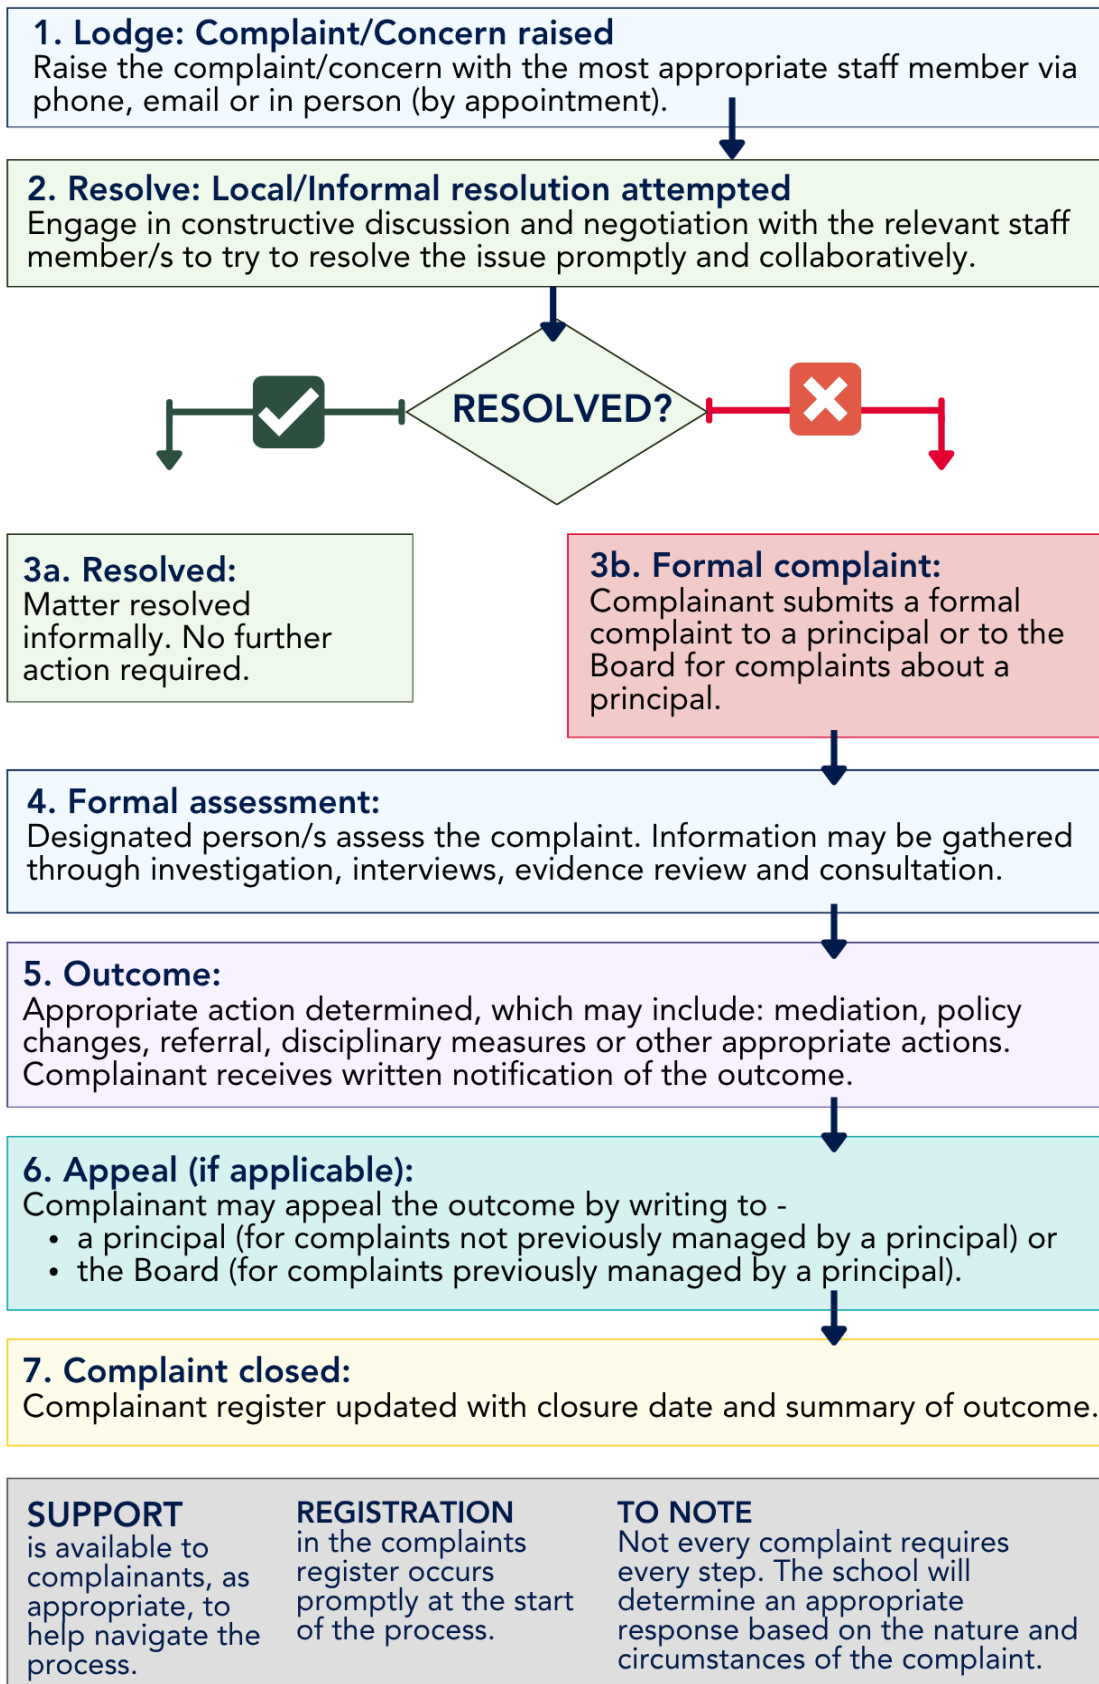 1. Lodge: Complaint/Concern raised
Raise the complaint/concern with the most appropriate staff member via
phone, email or in person (by appointment).
2. Resolve: Local/Informal resolution attempted
Engage in constructive discussion and negotiation with the relevant staff
member/s to try to resolve the issue promptly and collaboratively.
RESOLVED?
3a. Resolved:
Matter resolved
informally. No further
action required.
3b. Formal complaint:
Complainant submits a formal
complaint to a principal or to the
Board for complaints about a
principal.
4. Formal assessment:
Designated person/s assess the complaint. Information may be gathered
through investigation, interviews, evidence review and consultation.
5. Outcome:
Appropriate action determined, which may include: mediation, policy
changes, referral, disciplinary measures or other appropriate actions.
Complainant receives written notification of the outcome.
6. Appeal (if applicable):
Complainant may appeal the outcome by writing to -
• a principal (for complaints not previously managed by a principal) or
• the Board (for complaints previously managed by a principal).
7. Complaint closed:
Complainant register updated with closure date and summary of outcome.
SUPPORT
is available to
complainants, as
appropriate, to
help navigate the
process.
REGISTRATION
in the complaints
register occurs
promptly at the start
of the process.
TO NOTE
Not every complaint requires
every step. The school will
determine an appropriate
response based on the nature and
circumstances of the complaint.